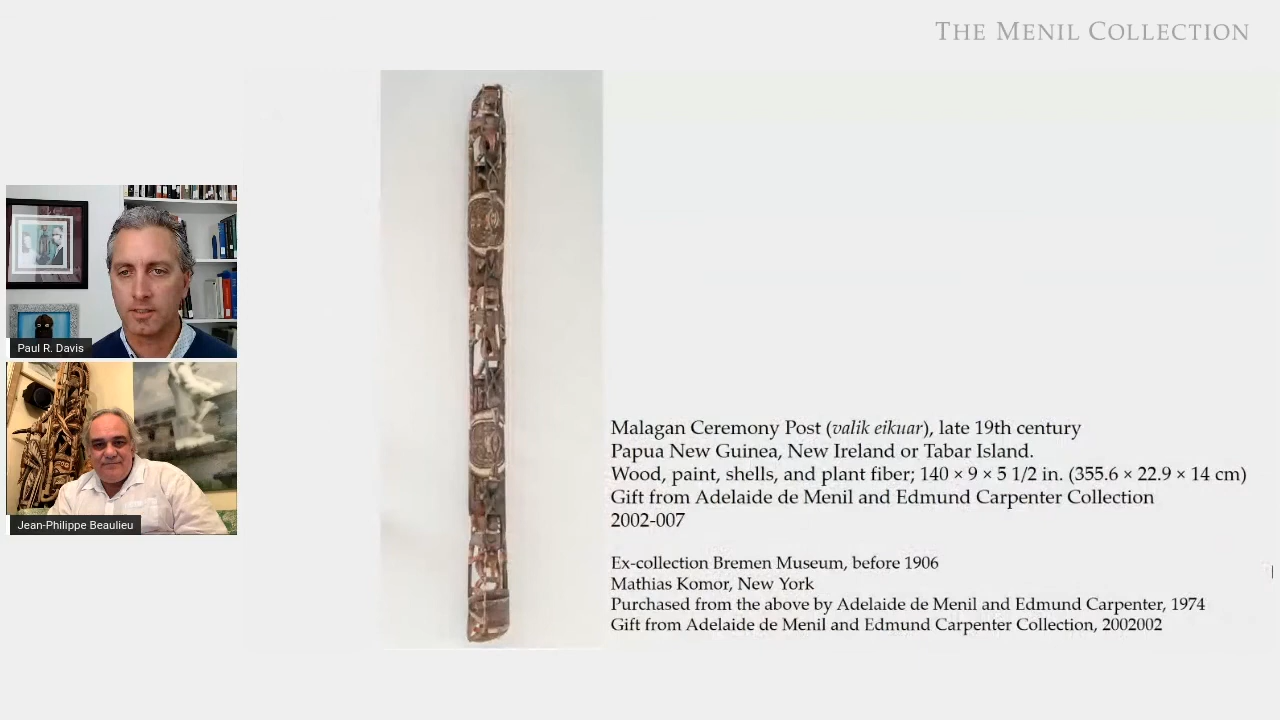 THE MENIL COLLECTION
Paul R. Davis
Jean-Philippe Beaulieu
Malagan Ceremony Post (valik eikuar), late 19th century
Papua New Guinea, New Ireland or Tabar Island.
Wood, paint, shells, and plant fiber; 140 × 9 × 5 1/2 in. (355.6 × 22.9 × 14 cm)
Gift from Adelaide de Menil and Edmund Carpenter Collection
2002-007
Ex-collection Bremen Museum, before 1906
Mathias Komor, New York
Purchased from the above by Adelaide de Menil and Edmund Carpenter, 1974
Gift from Adelaide de Menil and Edmund Carpenter Collection, 2002002